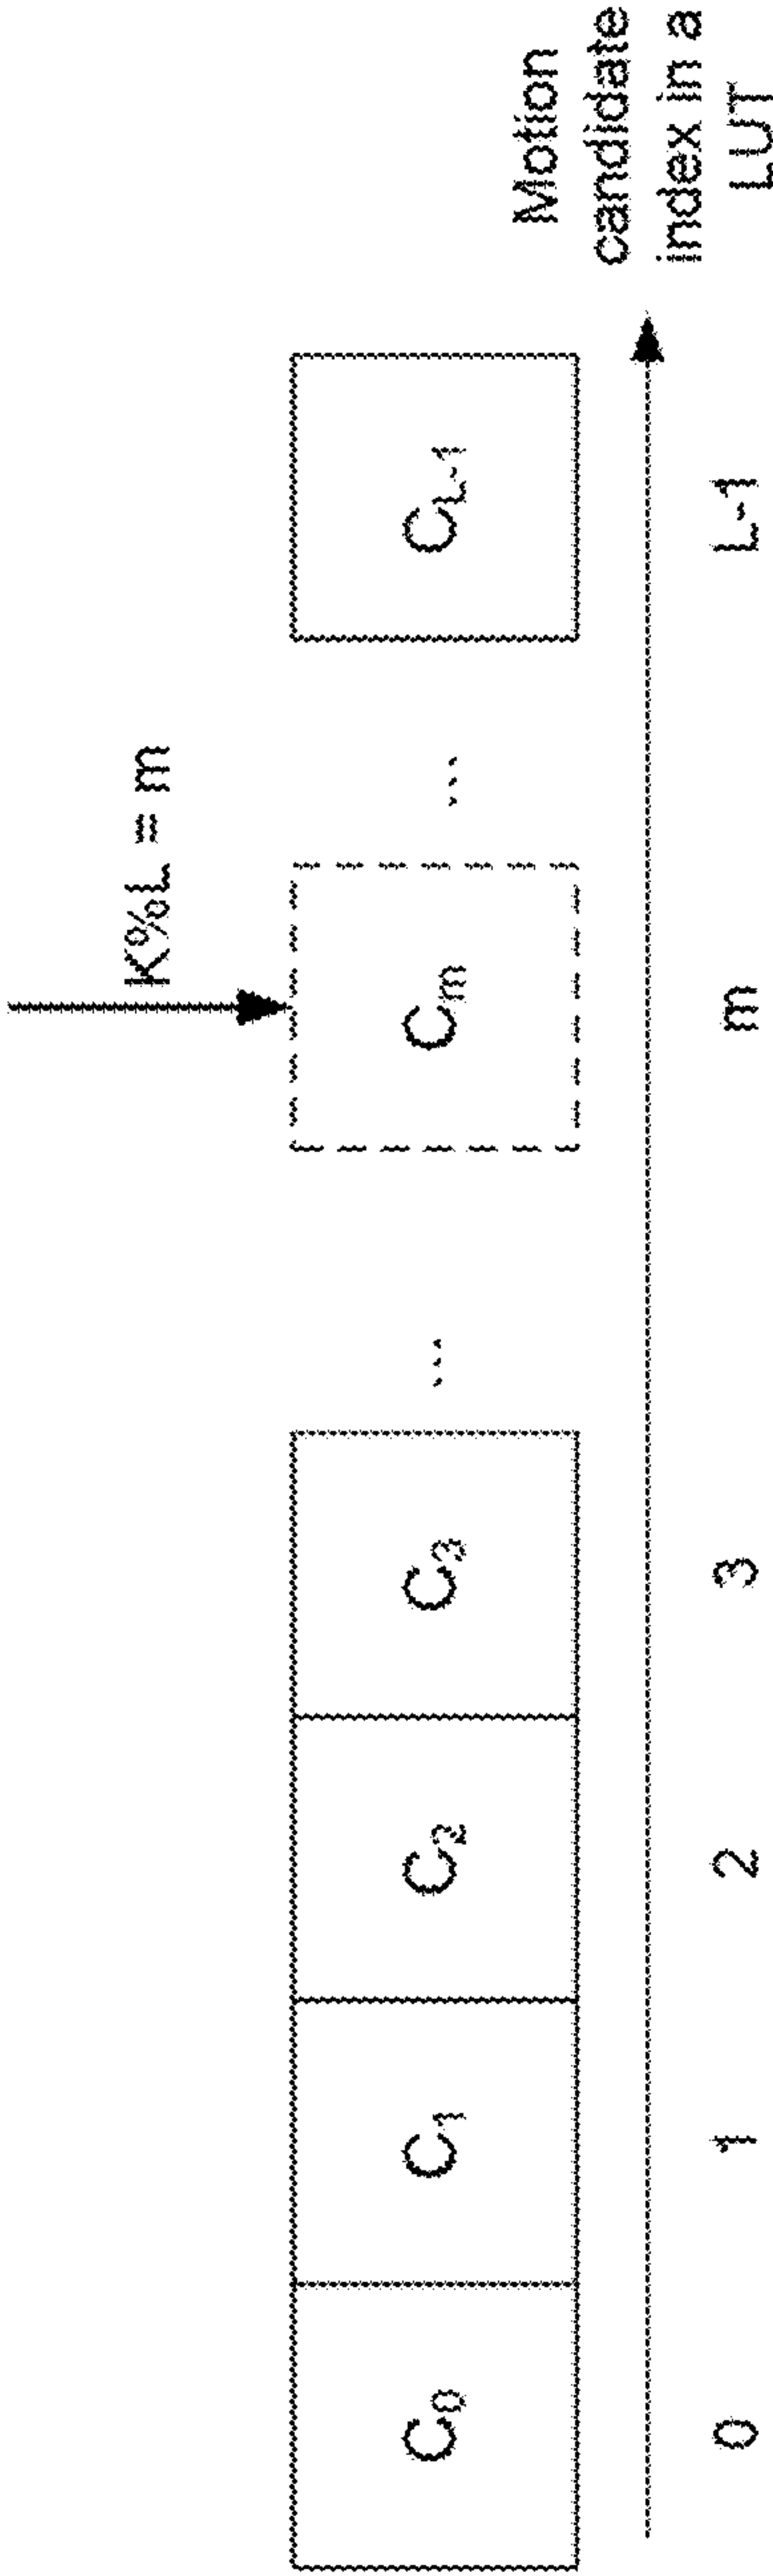 K%L = m
C0 C1 C2 C3 ... Cm ... CL-1
0 1 2 3 m L-1
Motion
candidate
index in a
LUT